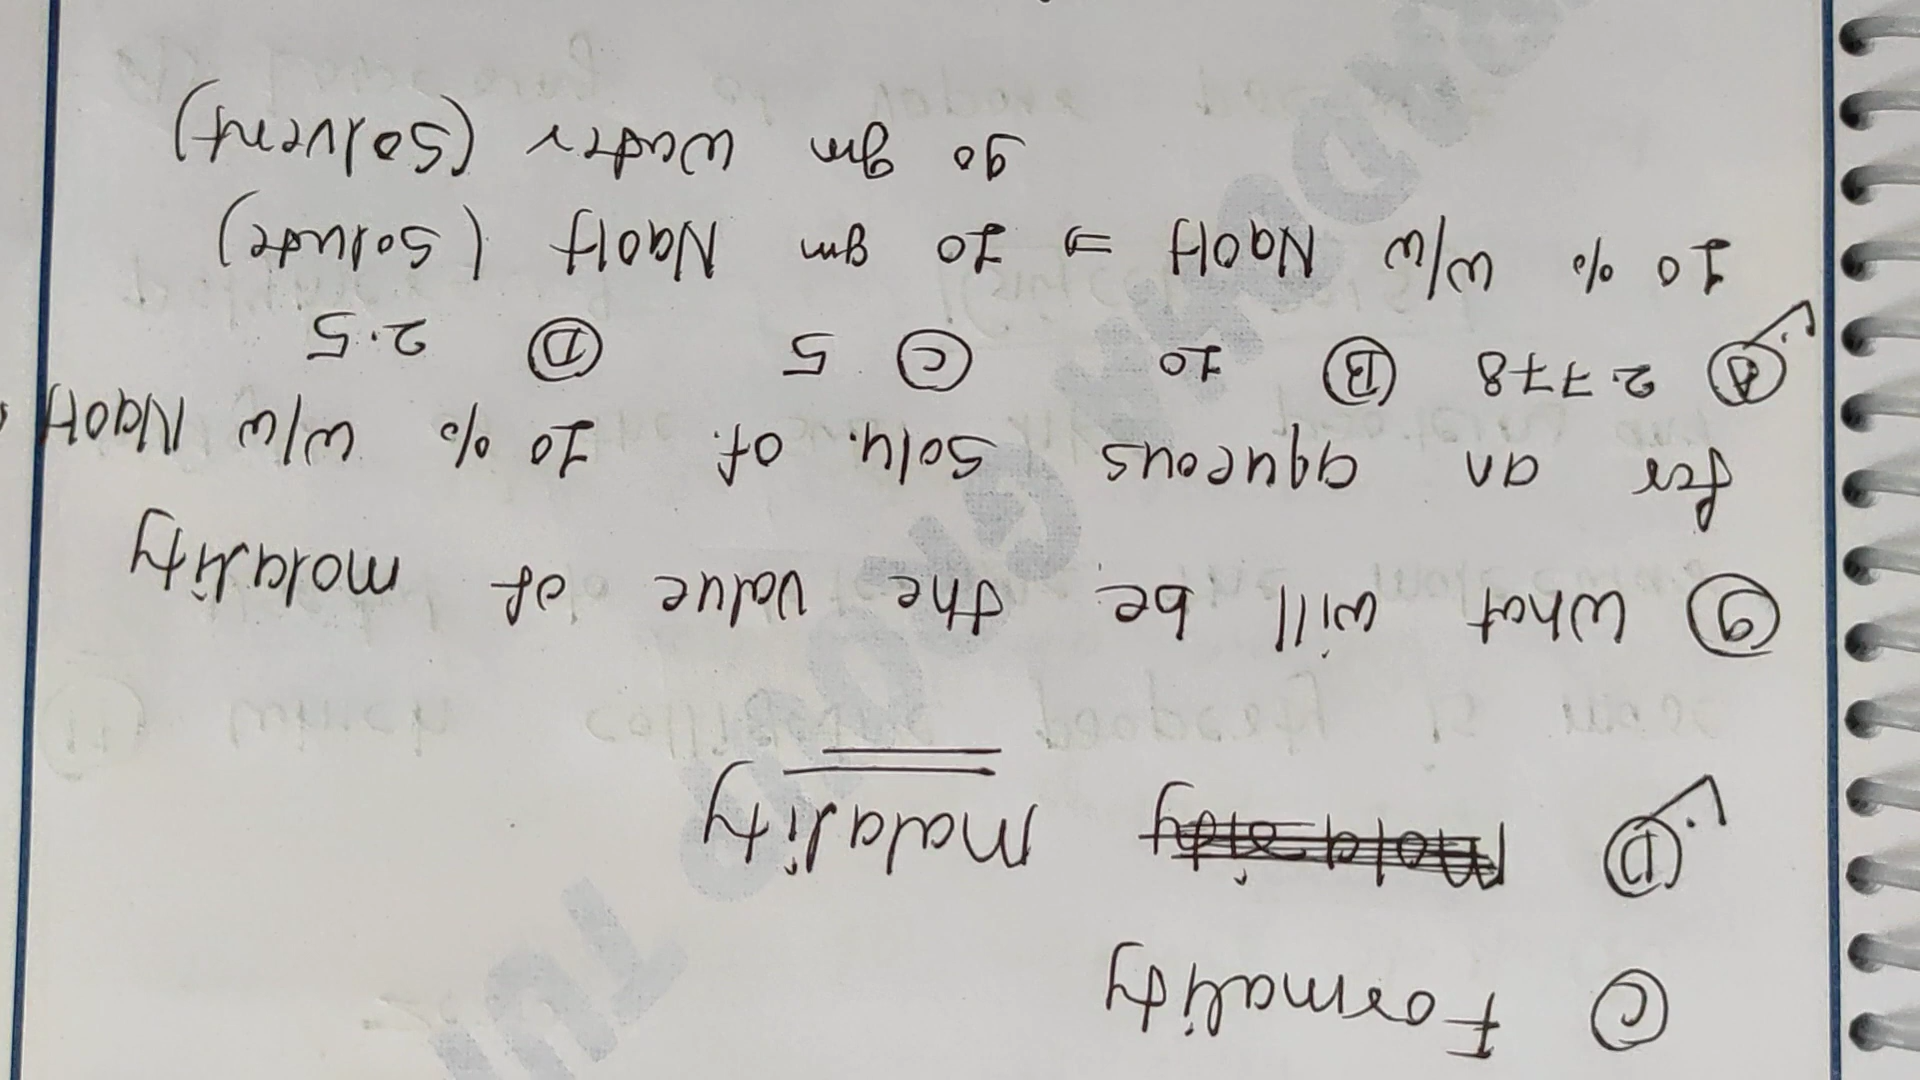 (C) Formality
(D) Molality
(9) what will be the value of molality
for an aqueous soln. of. 10 % w/w NaOH
(A) 2.778 (B) 10 (C) 5 (D) 2.5
10 % w/w NaOH ⇒ 10 gm NaOH (solute)
90 gm water (solvent)